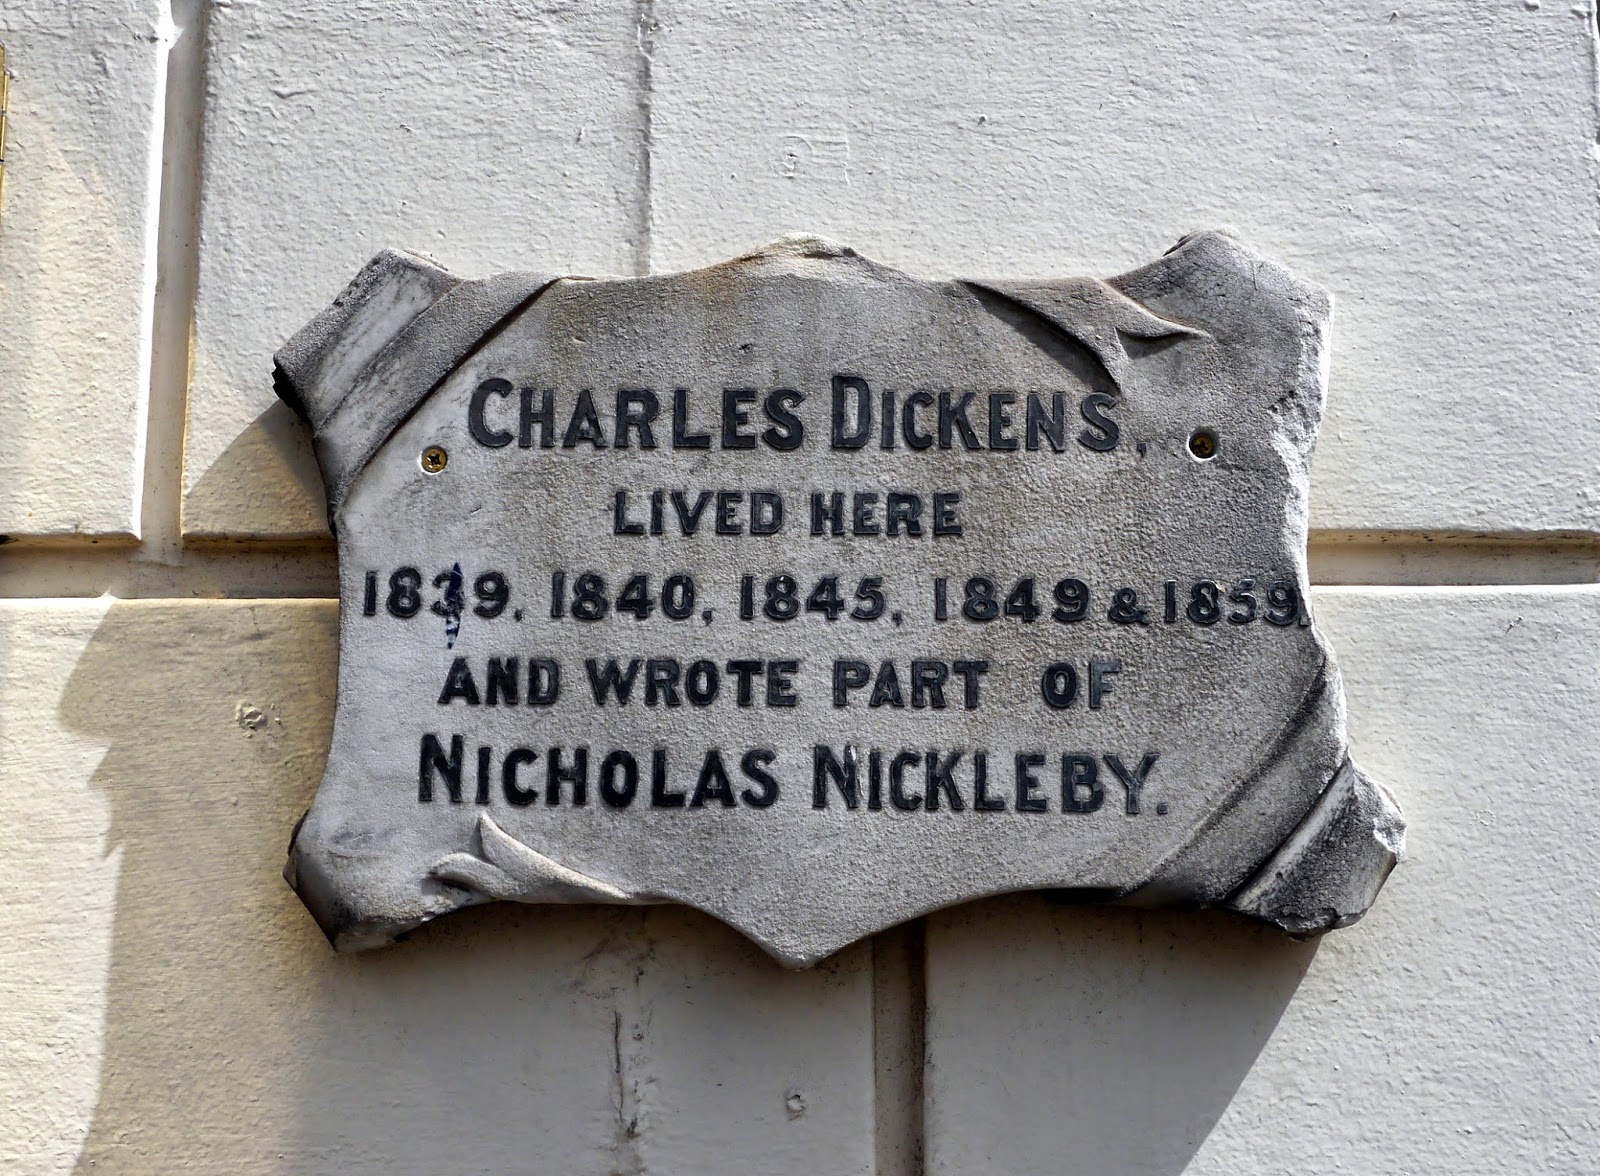 CHARLES DICKENS,
LIVED HERE
1839, 1840, 1845, 1849 & 1859,
AND WROTE PART OF
NICHOLAS NICKLEBY.